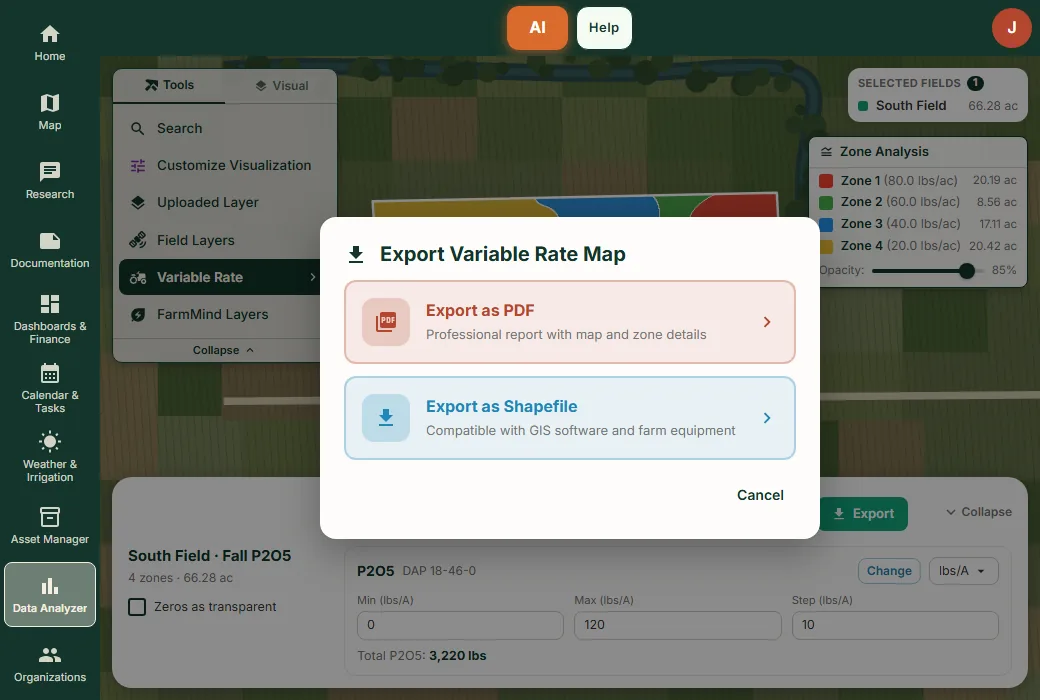 AI
Help
J
Home
Map
Research
Documentation
Dashboards &
Finance
Calendar &
Tasks
Weather &
Irrigation
Asset Manager
Data Analyzer
Organizations
Tools
Visual
Search
Customize Visualization
Uploaded Layer
Field Layers
Variable Rate
FarmMind Layers
Collapse
SELECTED FIELDS 1
South Field 66.28 ac
Zone Analysis
Zone 1 (80.0 lbs/ac) 20.19 ac
Zone 2 (60.0 lbs/ac) 8.56 ac
Zone 3 (40.0 lbs/ac) 17.11 ac
Zone 4 (20.0 lbs/ac) 20.42 ac
Opacity: 85%
Export Variable Rate Map
PDF
Export as PDF
Professional report with map and zone details
Export as Shapefile
Compatible with GIS software and farm equipment
Cancel
Export
Collapse
South Field · Fall P2O5
4 zones · 66.28 ac
Zeros as transparent
P2O5 DAP 18-46-0
Change
lbs/A
Min (lbs/A)
Max (lbs/A)
Step (lbs/A)
0
120
10
Total P2O5: 3,220 lbs